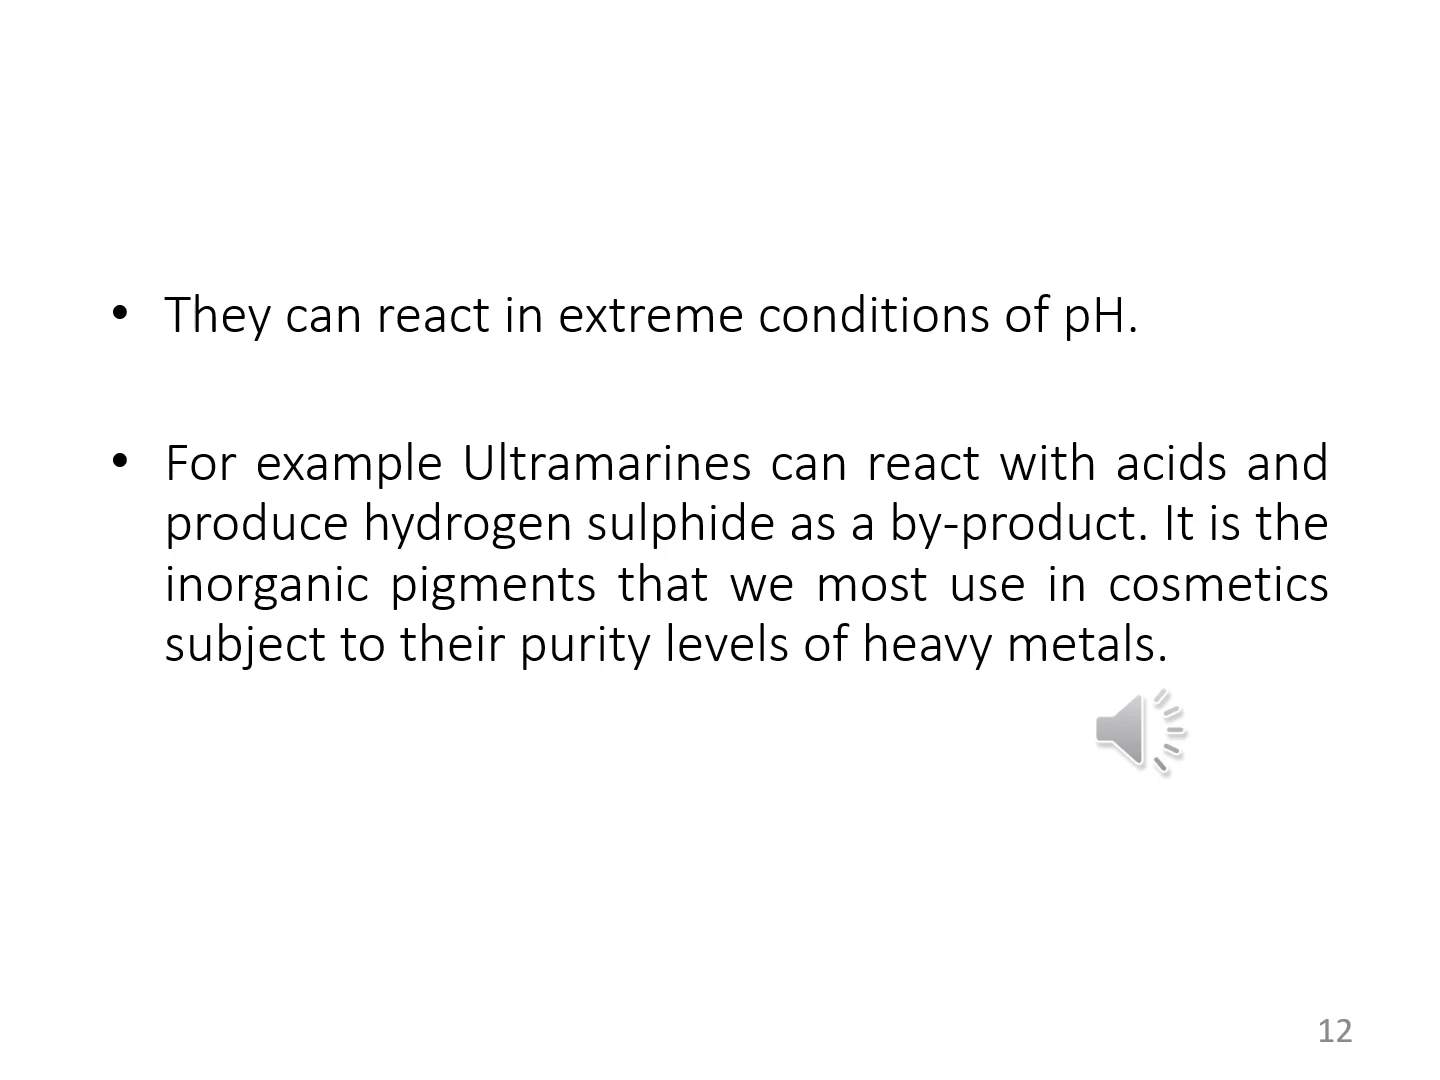 • They can react in extreme conditions of pH.
• For example Ultramarines can react with acids and
produce hydrogen sulphide as a by-product. It is the
inorganic pigments that we most use in cosmetics
subject to their purity levels of heavy metals.
12